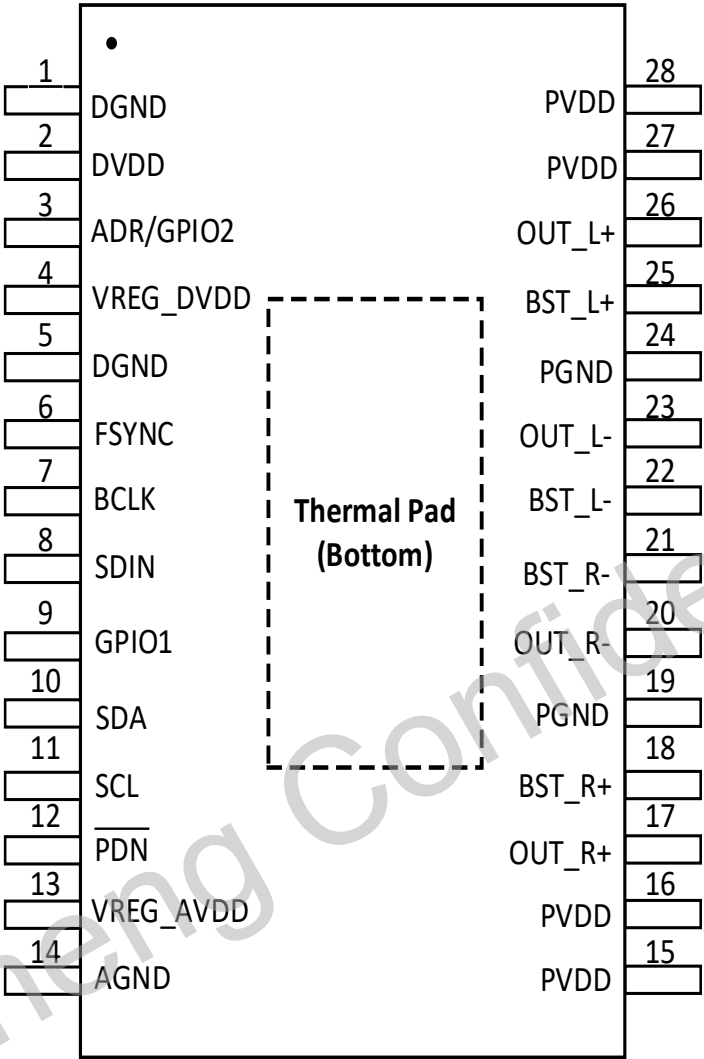 1
DGND
2
DVDD
3
ADR/GPIO2
4
VREG_DVDD
5
DGND
6
FSYNC
7
BCLK
8
SDIN
9
GPIO1
10
SDA
11
SCL
12
PDN
13
VREG_AVDD
14
AGND
Thermal Pad
(Bottom)
28
PVDD
27
PVDD
26
OUT_L+
25
BST_L+
24
PGND
23
OUT_L-
22
BST_L-
21
BST_R-
20
OUT_R-
19
PGND
18
BST_R+
17
OUT_R+
16
PVDD
15
PVDD